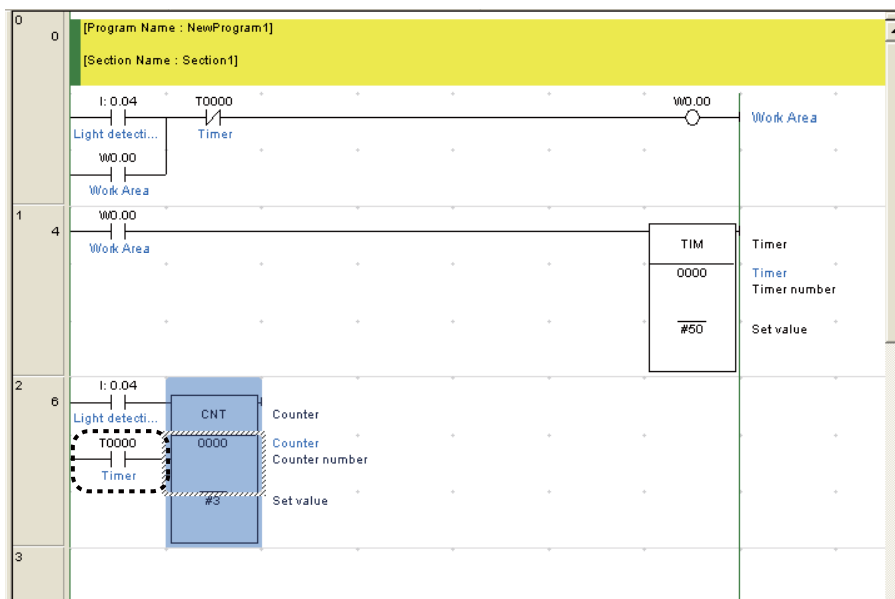 0
0
[Program Name : NewProgram1]
[Section Name : Section1]
I: 0.04
T0000
W0.00
Light detecti...
Timer
Work Area
W0.00
Work Area
1
4
W0.00
Work Area
TIM
Timer
0000
Timer
Timer number
#50
Set value
2
6
I: 0.04
Light detecti...
CNT
Counter
T0000
Timer
0000
Counter
Counter number
#3
Set value
3